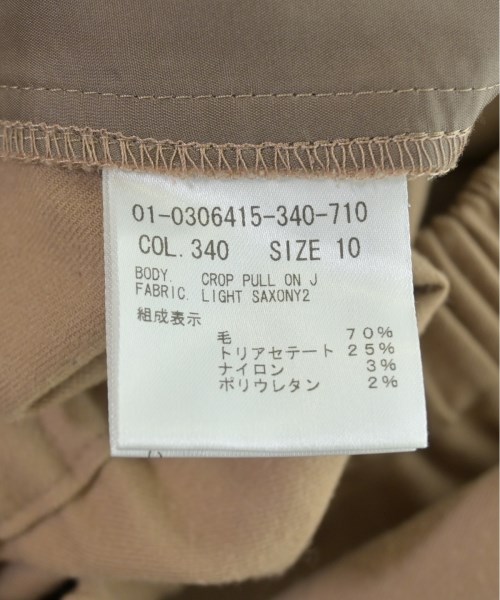 01-0306415-340-710
COL. 340 SIZE 10
BODY. CROP PULL ON J
FABRIC. LIGHT SAXONY2
組成表示
毛 70%
トリアセテート 25%
ナイロン 3%
ポリウレタン 2%